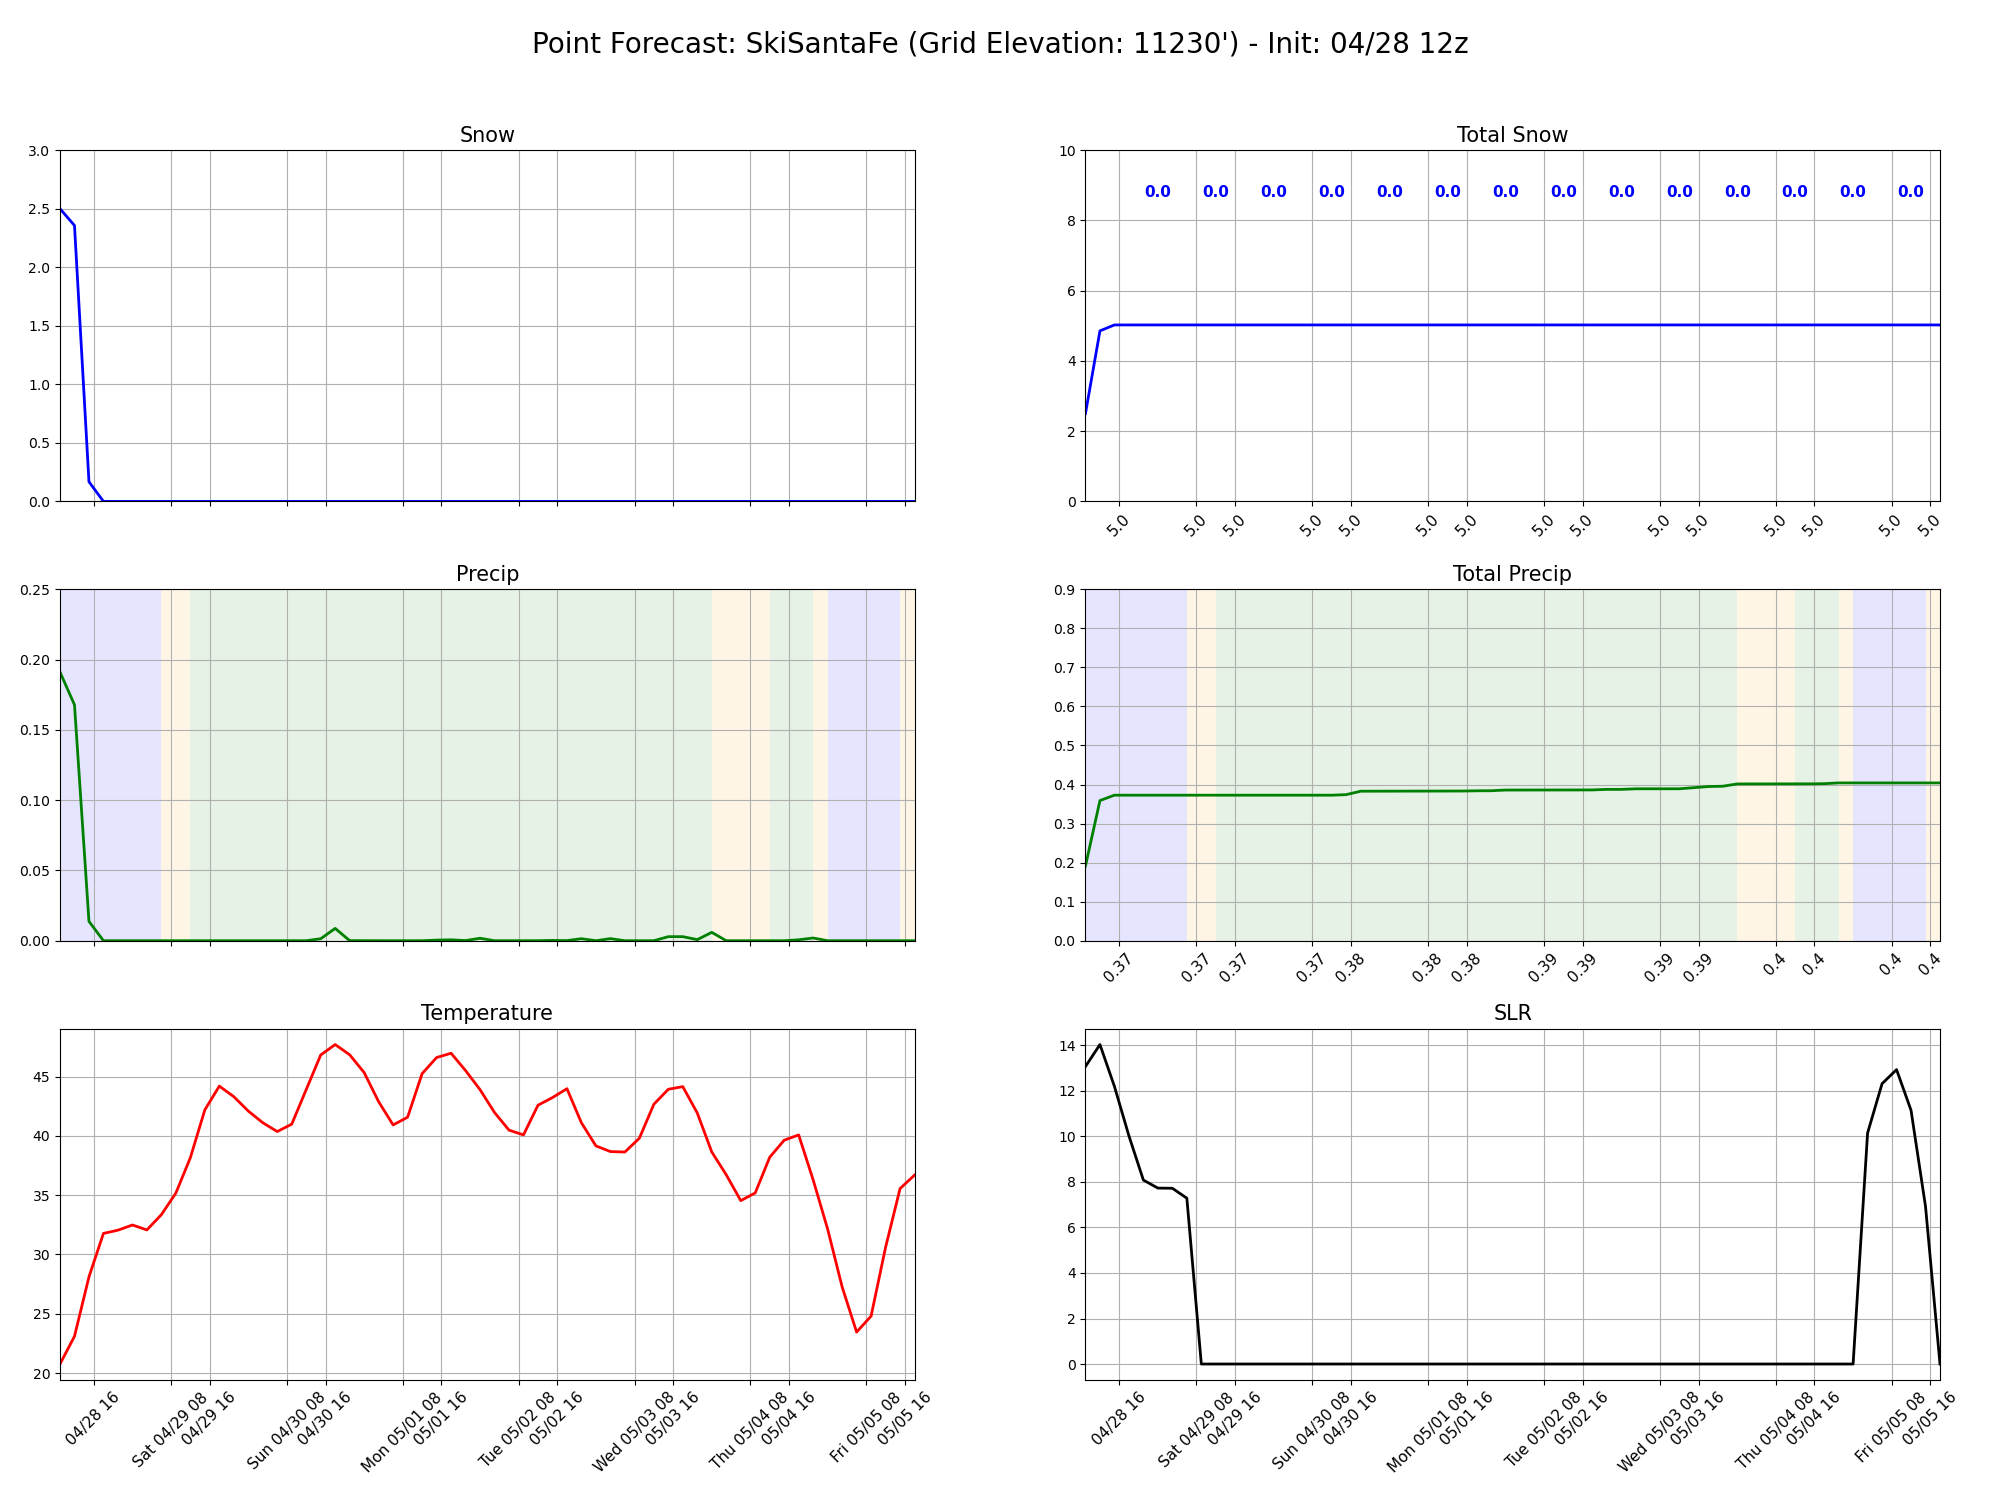 Point Forecast: SkiSantaFe (Grid Elevation: 11230') - Init: 04/28 12z
Snow
3.0
2.5
2.0
1.5
1.0
0.5
0.0
Total Snow
10
8
6
4
2
0
0.0 0.0 0.0 0.0 0.0 0.0 0.0 0.0 0.0 0.0 0.0 0.0 0.0 0.0
5.0 5.0 5.0 5.0 5.0 5.0 5.0 5.0 5.0 5.0 5.0 5.0 5.0 5.0 5.0
Precip
0.25
0.20
0.15
0.10
0.05
0.00
Total Precip
0.9
0.8
0.7
0.6
0.5
0.4
0.3
0.2
0.1
0.0
0.37 0.37 0.37 0.37 0.38 0.38 0.38 0.39 0.39 0.39 0.39 0.4 0.4 0.4 0.4
Temperature
45
40
35
30
25
20
04/28 16
Sat 04/29 08
04/29 16
Sun 04/30 08
04/30 16
Mon 05/01 08
05/01 16
Tue 05/02 08
05/02 16
Wed 05/03 08
05/03 16
Thu 05/04 08
05/04 16
Fri 05/05 08
05/05 16
SLR
14
12
10
8
6
4
2
0
04/28 16
Sat 04/29 08
04/29 16
Sun 04/30 08
04/30 16
Mon 05/01 08
05/01 16
Tue 05/02 08
05/02 16
Wed 05/03 08
05/03 16
Thu 05/04 08
05/04 16
Fri 05/05 08
05/05 16